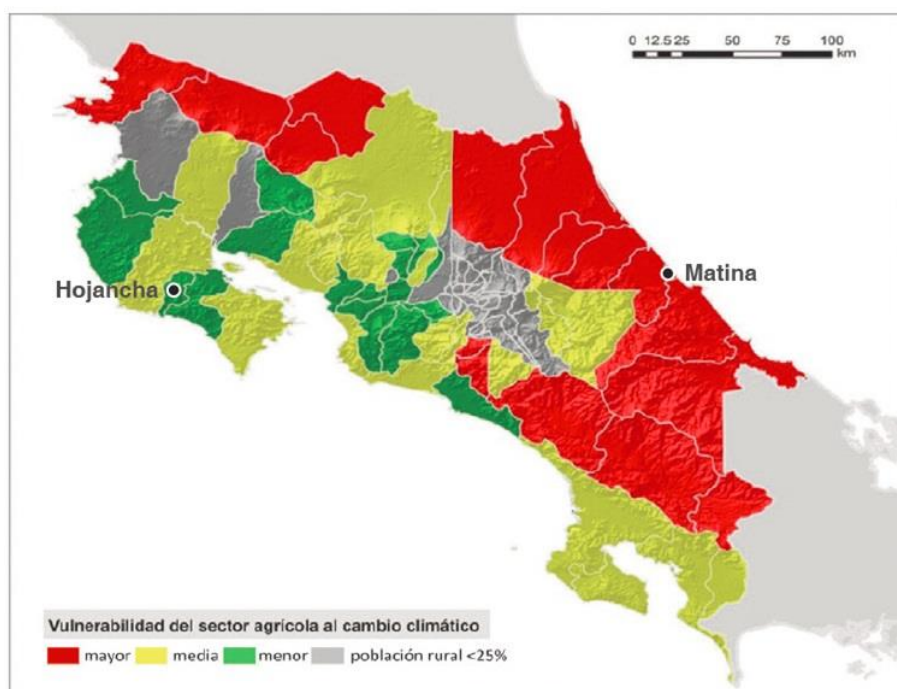 0 12.5 25 50 75 100
km
Matina
Hojancha
Vulnerabilidad del sector agrícola al cambio climático
mayor media menor población rural <25%